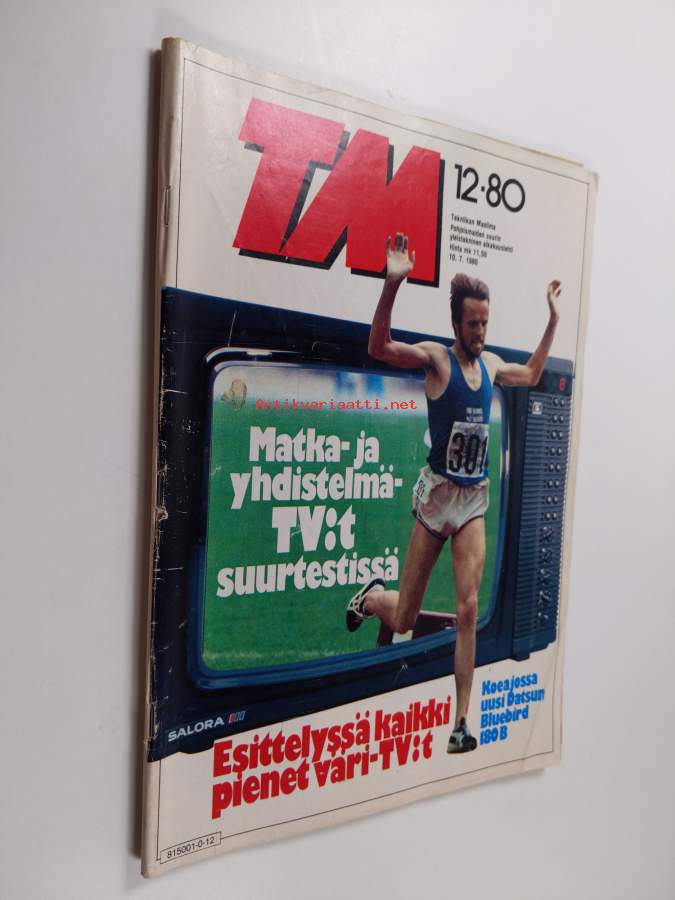 TM
12·80
Tekniikan Maailma
Pohjoismaiden suurin
yleistekninen aikakauslehti
Hinta mk 11,50
10. 7. 1980
Antikvariaatti.net
Matka- ja
yhdistelmä-
TV:t
suurtestissä
301
SALORA
Esittelyssä kaikki
pienet väri-TV:t
Koeajossa
uusi Datsun
Bluebird
180 B
815001-0-12